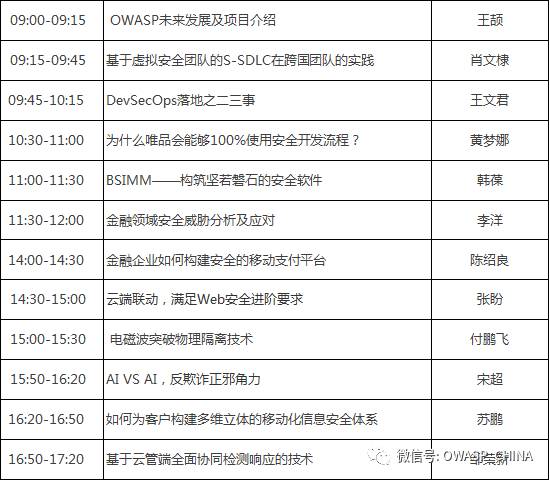 09:00-09:15 OWASP未来发展及项目介绍 王颉
09:15-09:45 基于虚拟安全团队的S-SDLC在跨国团队的实践 肖文棣
09:45-10:15 DevSecOps落地之二三事 王文君
10:30-11:00 为什么唯品会能够100%使用安全开发流程？ 黄梦娜
11:00-11:30 BSIMM——构筑坚若磐石的安全软件 韩葆
11:30-12:00 金融领域安全威胁分析及应对 李洋
14:00-14:30 金融企业如何构建安全的移动支付平台 陈绍良
14:30-15:00 云端联动，满足Web安全进阶要求 张盼
15:00-15:30 电磁波突破物理隔离技术 付鹏飞
15:50-16:20 AI VS AI，反欺诈正邪角力 宋超
16:20-16:50 如何为客户构建多维立体的移动化信息安全体系 苏鹏
16:50-17:20 基于云管端全面协同检测响应的技术
微信号: OWASP_CHINA